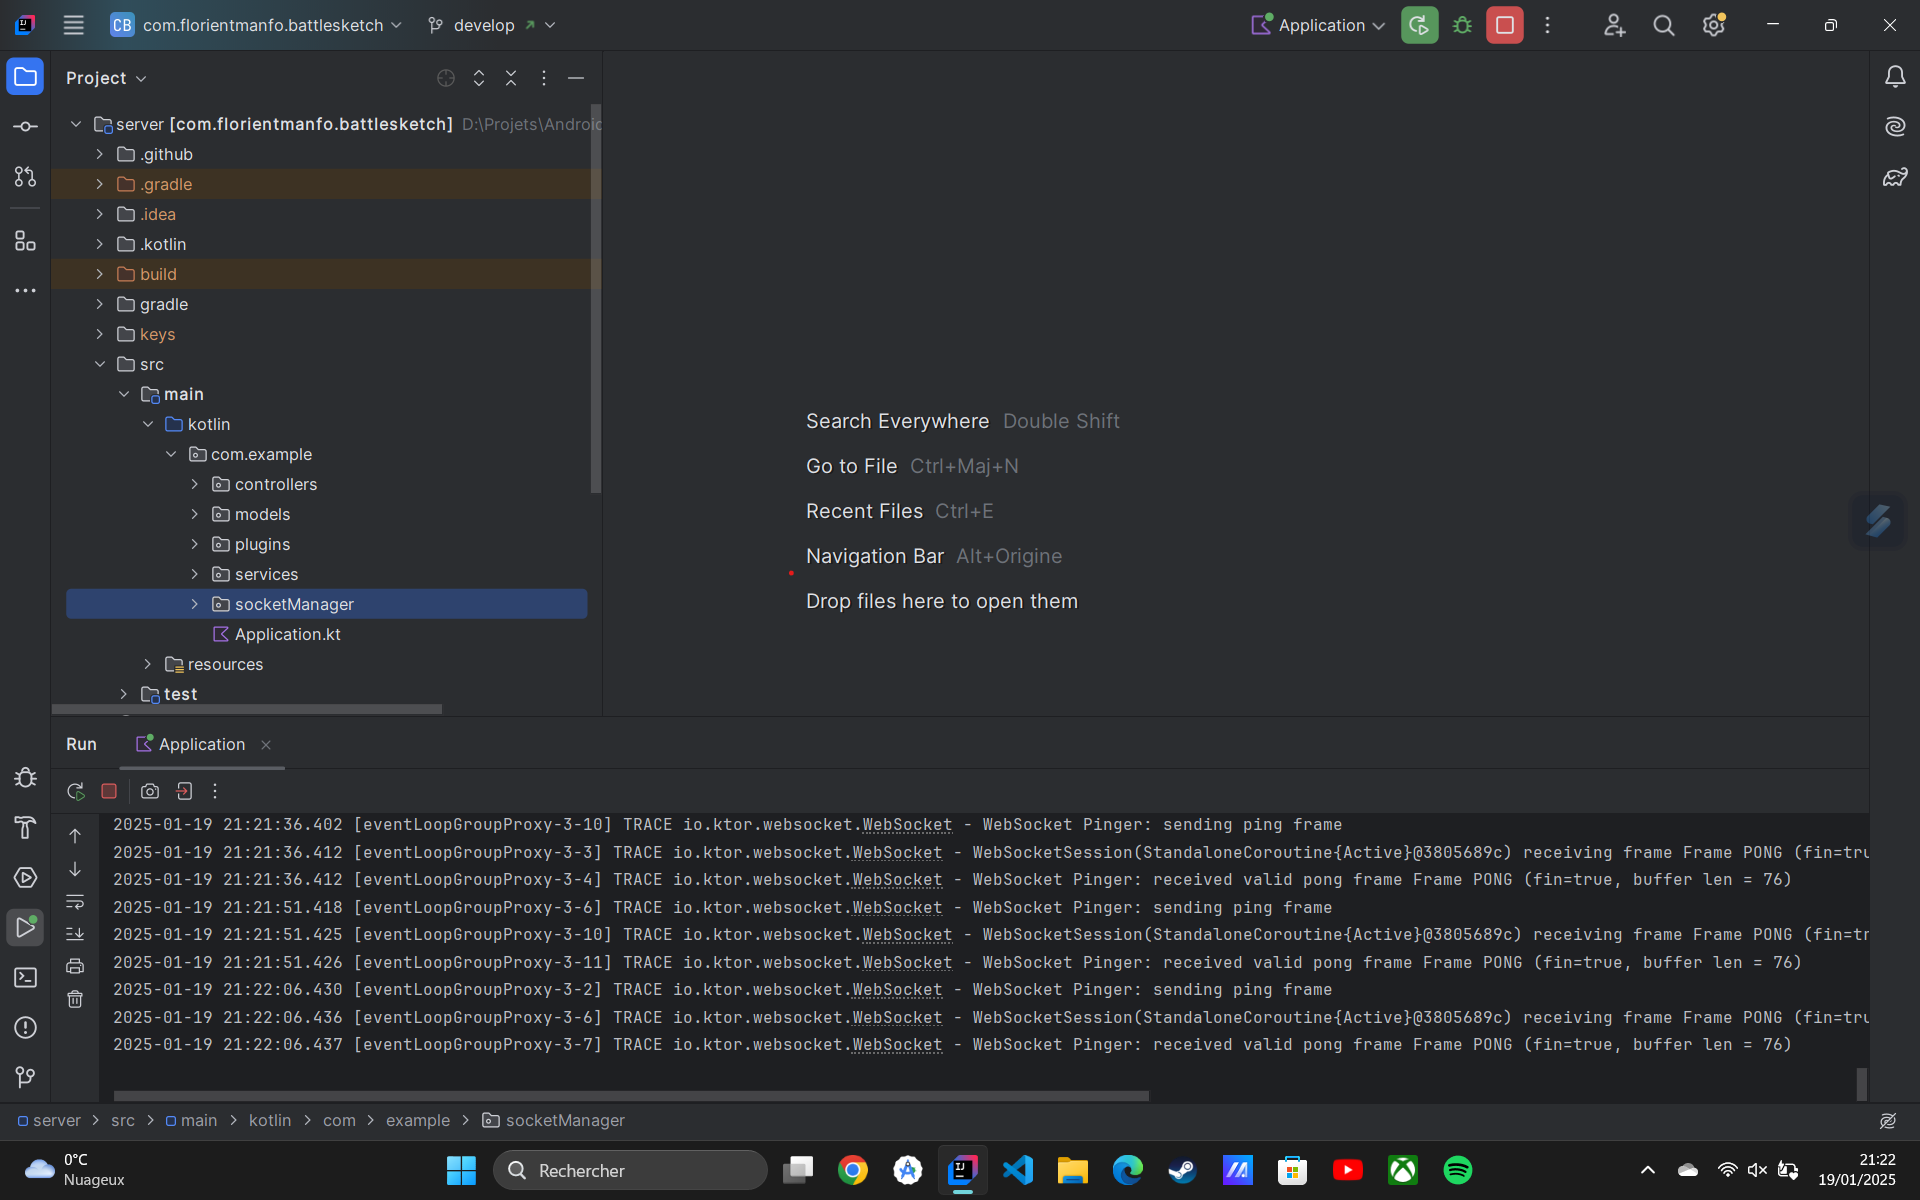 CB com.florientmanfo.battlesketch develop Application
Project
server [com.florientmanfo.battlesketch] D:\Projets\Androi
.github
.gradle
.idea
.kotlin
build
gradle
keys
src
main
kotlin
com.example
controllers
models
plugins
services
socketManager
Application.kt
resources
test
Search Everywhere Double Shift
Go to File Ctrl+Maj+N
Recent Files Ctrl+E
Navigation Bar Alt+Origine
Drop files here to open them
Run Application
2025-01-19 21:21:36.402 [eventLoopGroupProxy-3-10] TRACE io.ktor.websocket.WebSocket - WebSocket Pinger: sending ping frame
2025-01-19 21:21:36.412 [eventLoopGroupProxy-3-3] TRACE io.ktor.websocket.WebSocket - WebSocketSession(StandaloneCoroutine{Active}@3805689c) receiving frame Frame PONG (fin=tru
2025-01-19 21:21:36.412 [eventLoopGroupProxy-3-4] TRACE io.ktor.websocket.WebSocket - WebSocket Pinger: received valid pong frame Frame PONG (fin=true, buffer len = 76)
2025-01-19 21:21:51.418 [eventLoopGroupProxy-3-6] TRACE io.ktor.websocket.WebSocket - WebSocket Pinger: sending ping frame
2025-01-19 21:21:51.425 [eventLoopGroupProxy-3-10] TRACE io.ktor.websocket.WebSocket - WebSocketSession(StandaloneCoroutine{Active}@3805689c) receiving frame Frame PONG (fin=tr
2025-01-19 21:21:51.426 [eventLoopGroupProxy-3-11] TRACE io.ktor.websocket.WebSocket - WebSocket Pinger: received valid pong frame Frame PONG (fin=true, buffer len = 76)
2025-01-19 21:22:06.430 [eventLoopGroupProxy-3-2] TRACE io.ktor.websocket.WebSocket - WebSocket Pinger: sending ping frame
2025-01-19 21:22:06.436 [eventLoopGroupProxy-3-6] TRACE io.ktor.websocket.WebSocket - WebSocketSession(StandaloneCoroutine{Active}@3805689c) receiving frame Frame PONG (fin=tru
2025-01-19 21:22:06.437 [eventLoopGroupProxy-3-7] TRACE io.ktor.websocket.WebSocket - WebSocket Pinger: received valid pong frame Frame PONG (fin=true, buffer len = 76)
server > src > main > kotlin > com > example > socketManager
0°C
Nuageux
Rechercher
21:22
19/01/2025